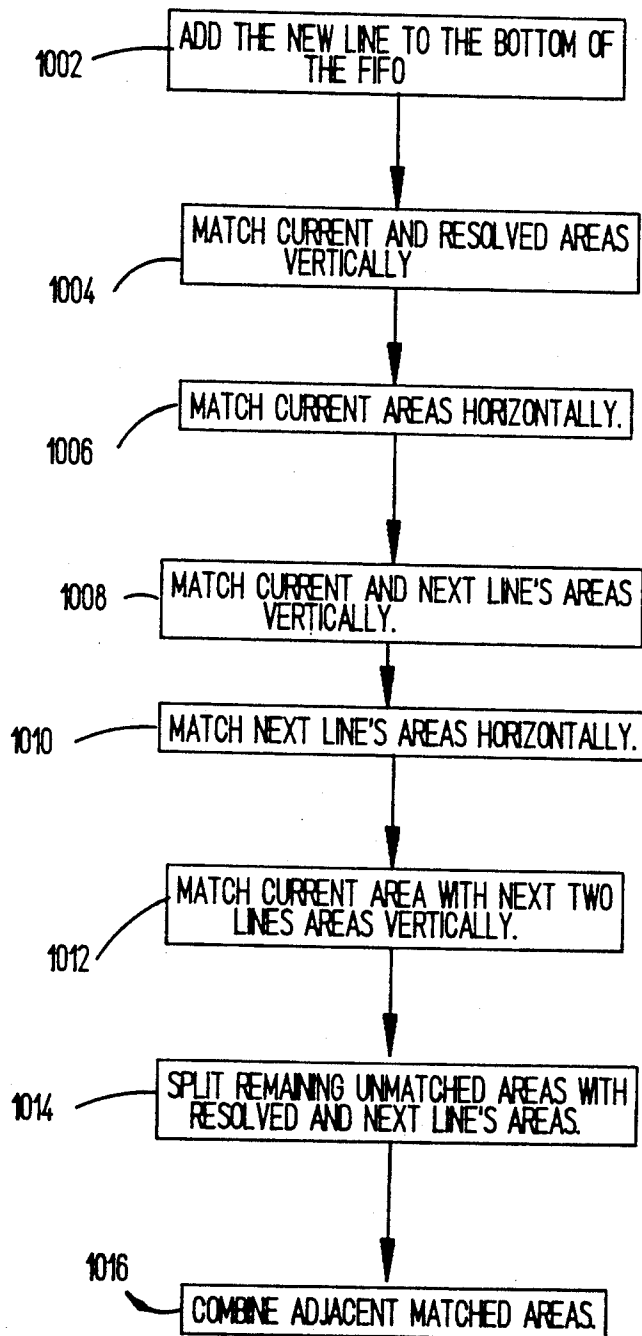 1002
ADD THE NEW LINE TO THE BOTTOM OF
THE FIFO
1004
MATCH CURRENT AND RESOLVED AREAS
VERTICALLY
1006
MATCH CURRENT AREAS HORIZONTALLY.
1008
MATCH CURRENT AND NEXT LINE'S AREAS
VERTICALLY.
1010
MATCH NEXT LINE'S AREAS HORIZONTALLY.
1012
MATCH CURRENT AREA WITH NEXT TWO
LINES AREAS VERTICALLY.
1014
SPLIT REMAINING UNMATCHED AREAS WITH
RESOLVED AND NEXT LINE'S AREAS.
1016
COMBINE ADJACENT MATCHED AREAS.